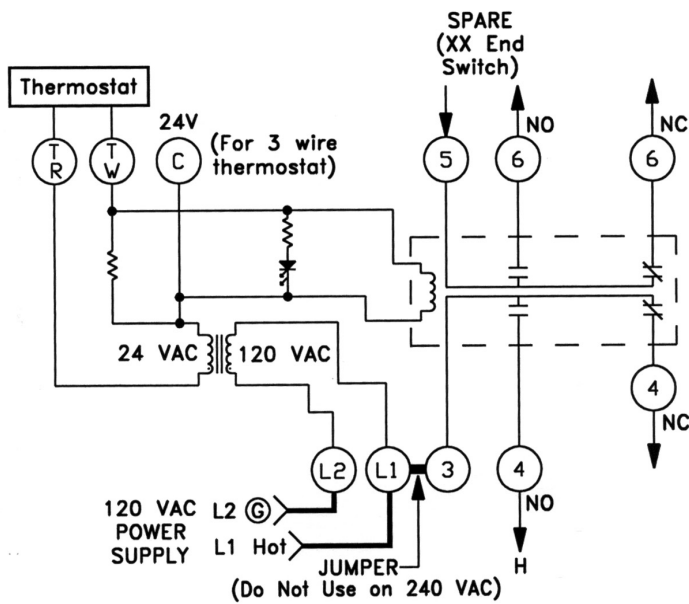 SPARE
(XX End
Switch)
Thermostat
24V
(For 3 wire
thermostat)
NO
NC
T
R
T
W
C
5
6
6
24 VAC
120 VAC
4
NC
L2
L1
3
4
NO
120 VAC
POWER
SUPPLY
L2 G
L1 Hot
JUMPER
(Do Not Use on 240 VAC)
H